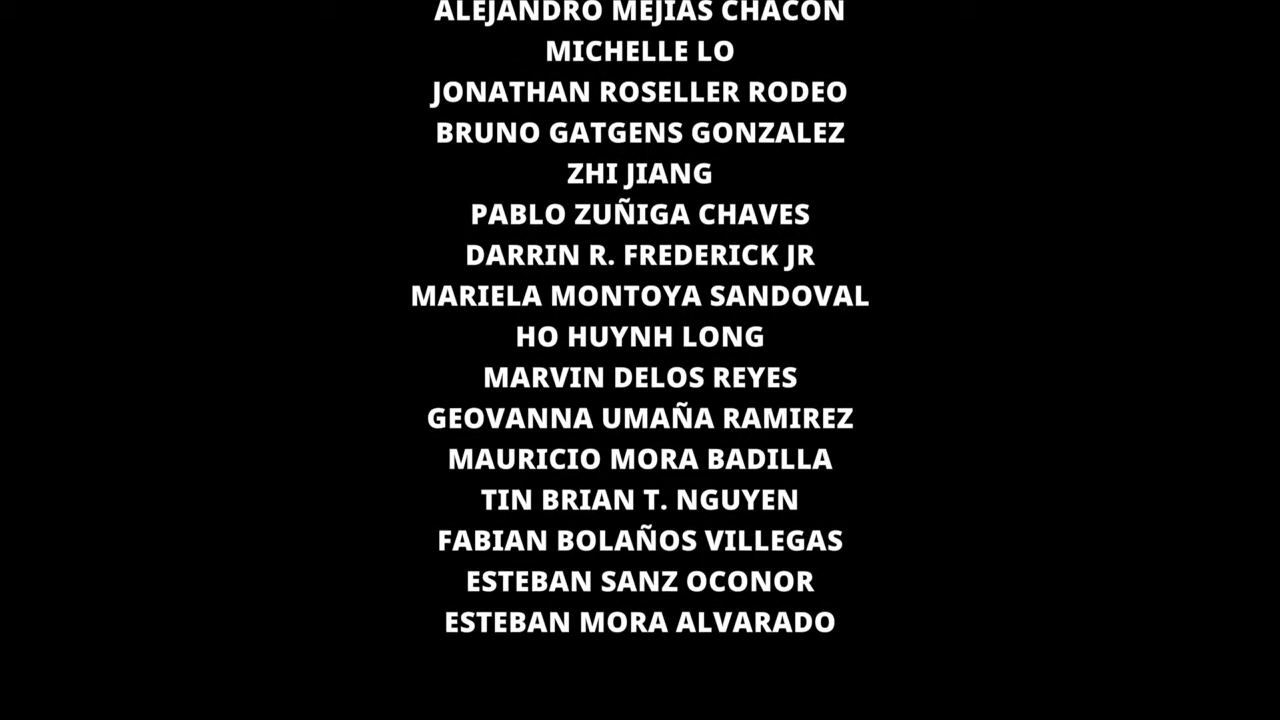 ALEJANDRO MEJIAS CHACON
MICHELLE LO
JONATHAN ROSELLER RODEO
BRUNO GATGENS GONZALEZ
ZHI JIANG
PABLO ZUÑIGA CHAVES
DARRIN R. FREDERICK JR
MARIELA MONTOYA SANDOVAL
HO HUYNH LONG
MARVIN DELOS REYES
GEOVANNA UMAÑA RAMIREZ
MAURICIO MORA BADILLA
TIN BRIAN T. NGUYEN
FABIAN BOLAÑOS VILLEGAS
ESTEBAN SANZ OCONOR
ESTEBAN MORA ALVARADO